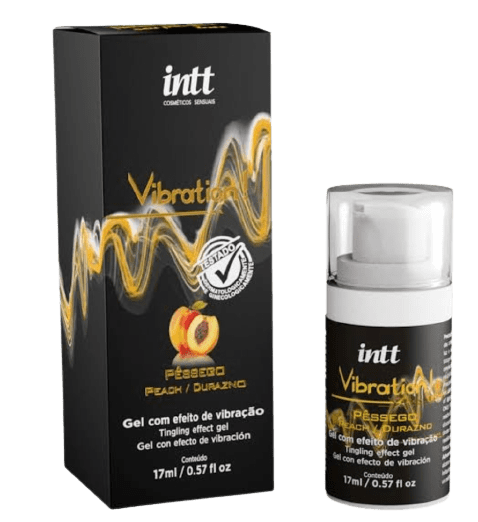 intt
COSMÉTICOS SENSUAIS
Vibration
TESTADO
DERMATOLOGICAMENTE
E GINECOLOGICAMENTE
PÊSSEGO
PEACH / DURAZNO
Gel com efeito de vibração
Tingling effect gel
Gel con efecto de vibración
Conteúdo
17ml / 0.57 fl oz
intt
Vibration
PÊSSEGO
PEACH / DURAZNO
Gel com efeito de vibração
Tingling effect gel
Gel con efecto de vibración
Conteúdo
17ml / 0.57 fl oz